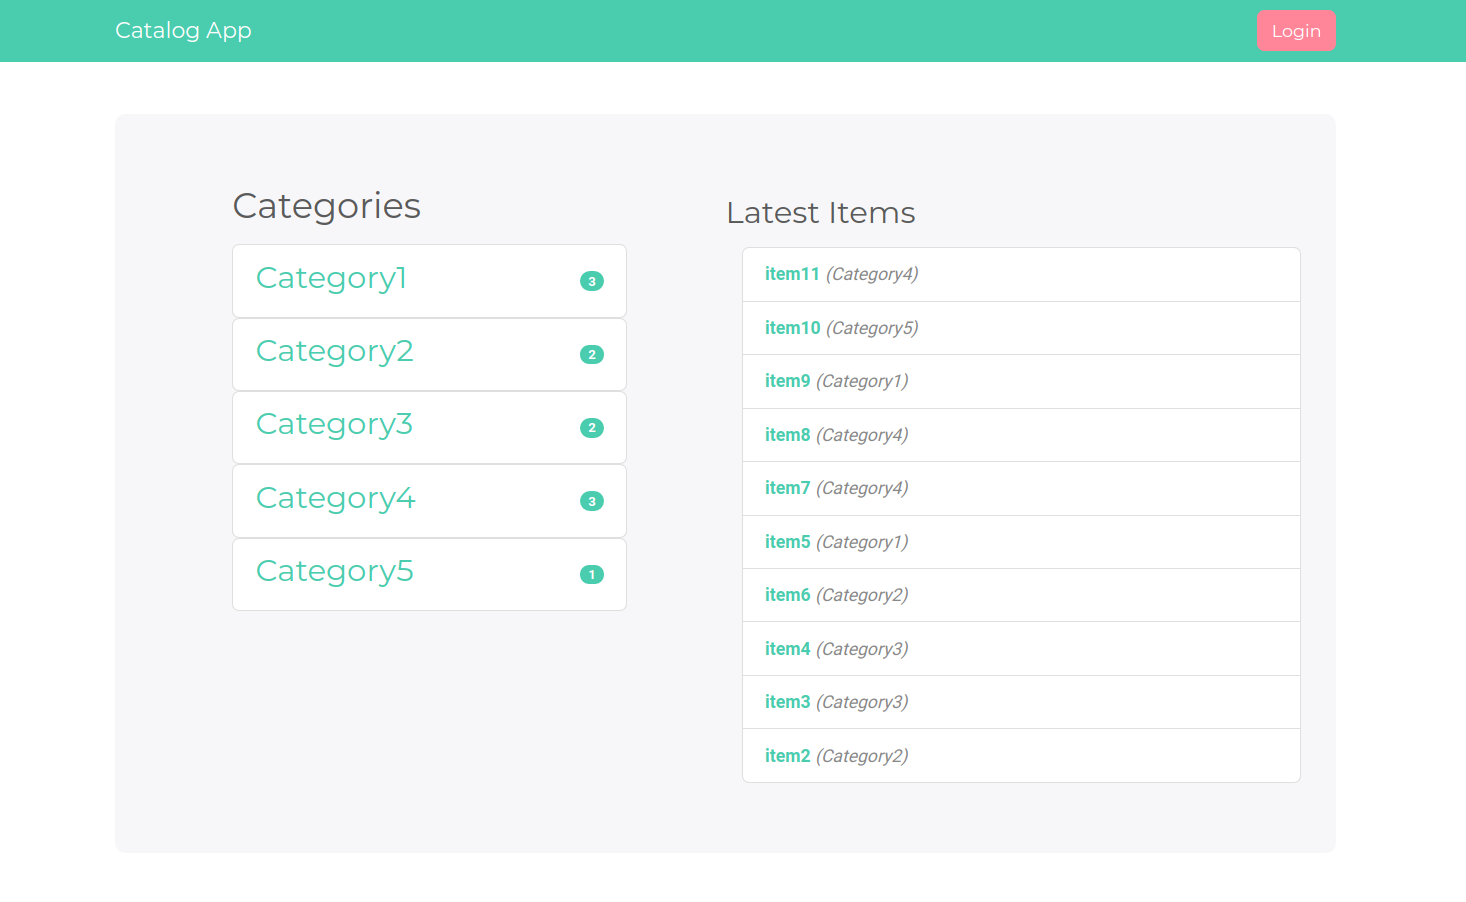 Catalog App
Login
Categories
Category1 3
Category2 2
Category3 2
Category4 3
Category5 1
Latest Items
item11 (Category4)
item10 (Category5)
item9 (Category1)
item8 (Category4)
item7 (Category4)
item5 (Category1)
item6 (Category2)
item4 (Category3)
item3 (Category3)
item2 (Category2)